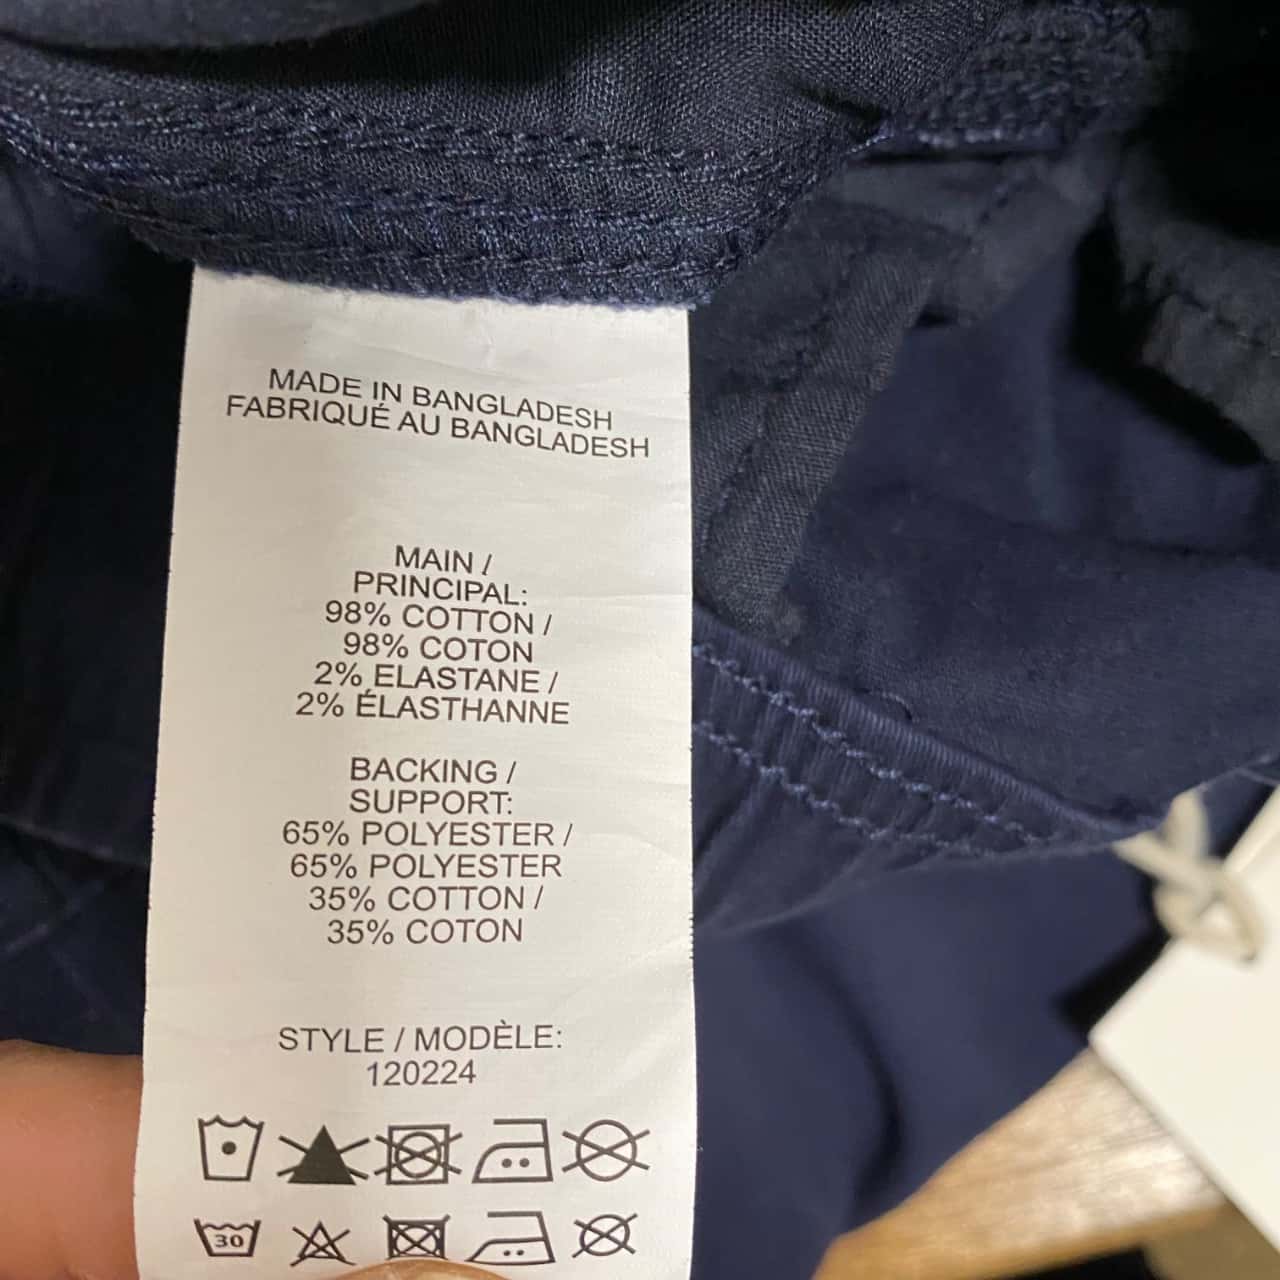 MADE IN BANGLADESH
FABRIQUÉ AU BANGLADESH
MAIN /
PRINCIPAL:
98% COTTON /
98% COTON
2% ELASTANE /
2% ÉLASTHANNE
BACKING /
SUPPORT:
65% POLYESTER /
65% POLYESTER
35% COTTON /
35% COTON
STYLE / MODÈLE:
120224
30